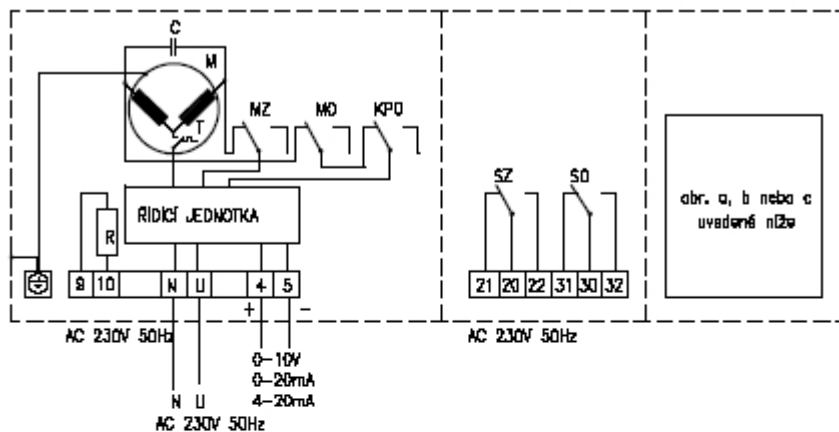 C
M
T
MZ
MO
KPO
ŘÍDÍCÍ JEDNOTKA
R
9 10 N U 4 5
+ −
AC 230V 50Hz
0–10V
0–20mA
4–20mA
N U
AC 230V 50Hz
SZ
SO
21 20 22 31 30 32
AC 230V 50Hz
obr. a, b nebo c
uvedené níže